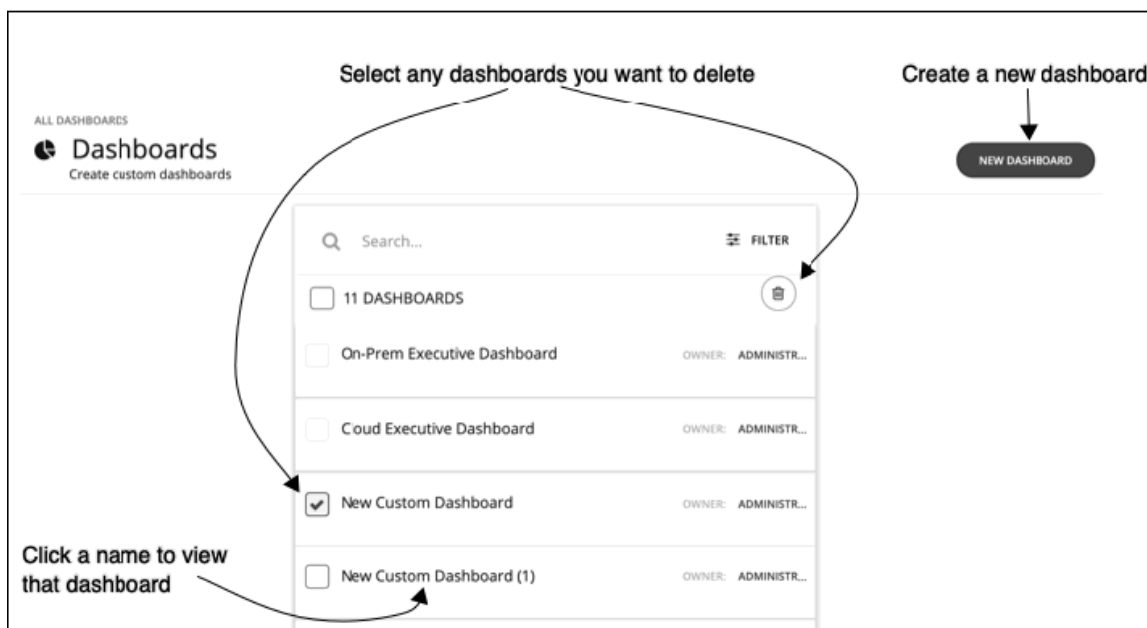 Select any dashboards you want to delete
Create a new dashboard
ALL DASHBOARDS
Dashboards
Create custom dashboards
NEW DASHBOARD
Search...
FILTER
11 DASHBOARDS
On-Prem Executive Dashboard
OWNER: ADMINISTR...
Coud Executive Dashboard
OWNER: ADMINISTR...
New Custom Dashboard
OWNER: ADMINISTR...
Click a name to view
that dashboard
New Custom Dashboard (1)
OWNER: ADMINISTR...